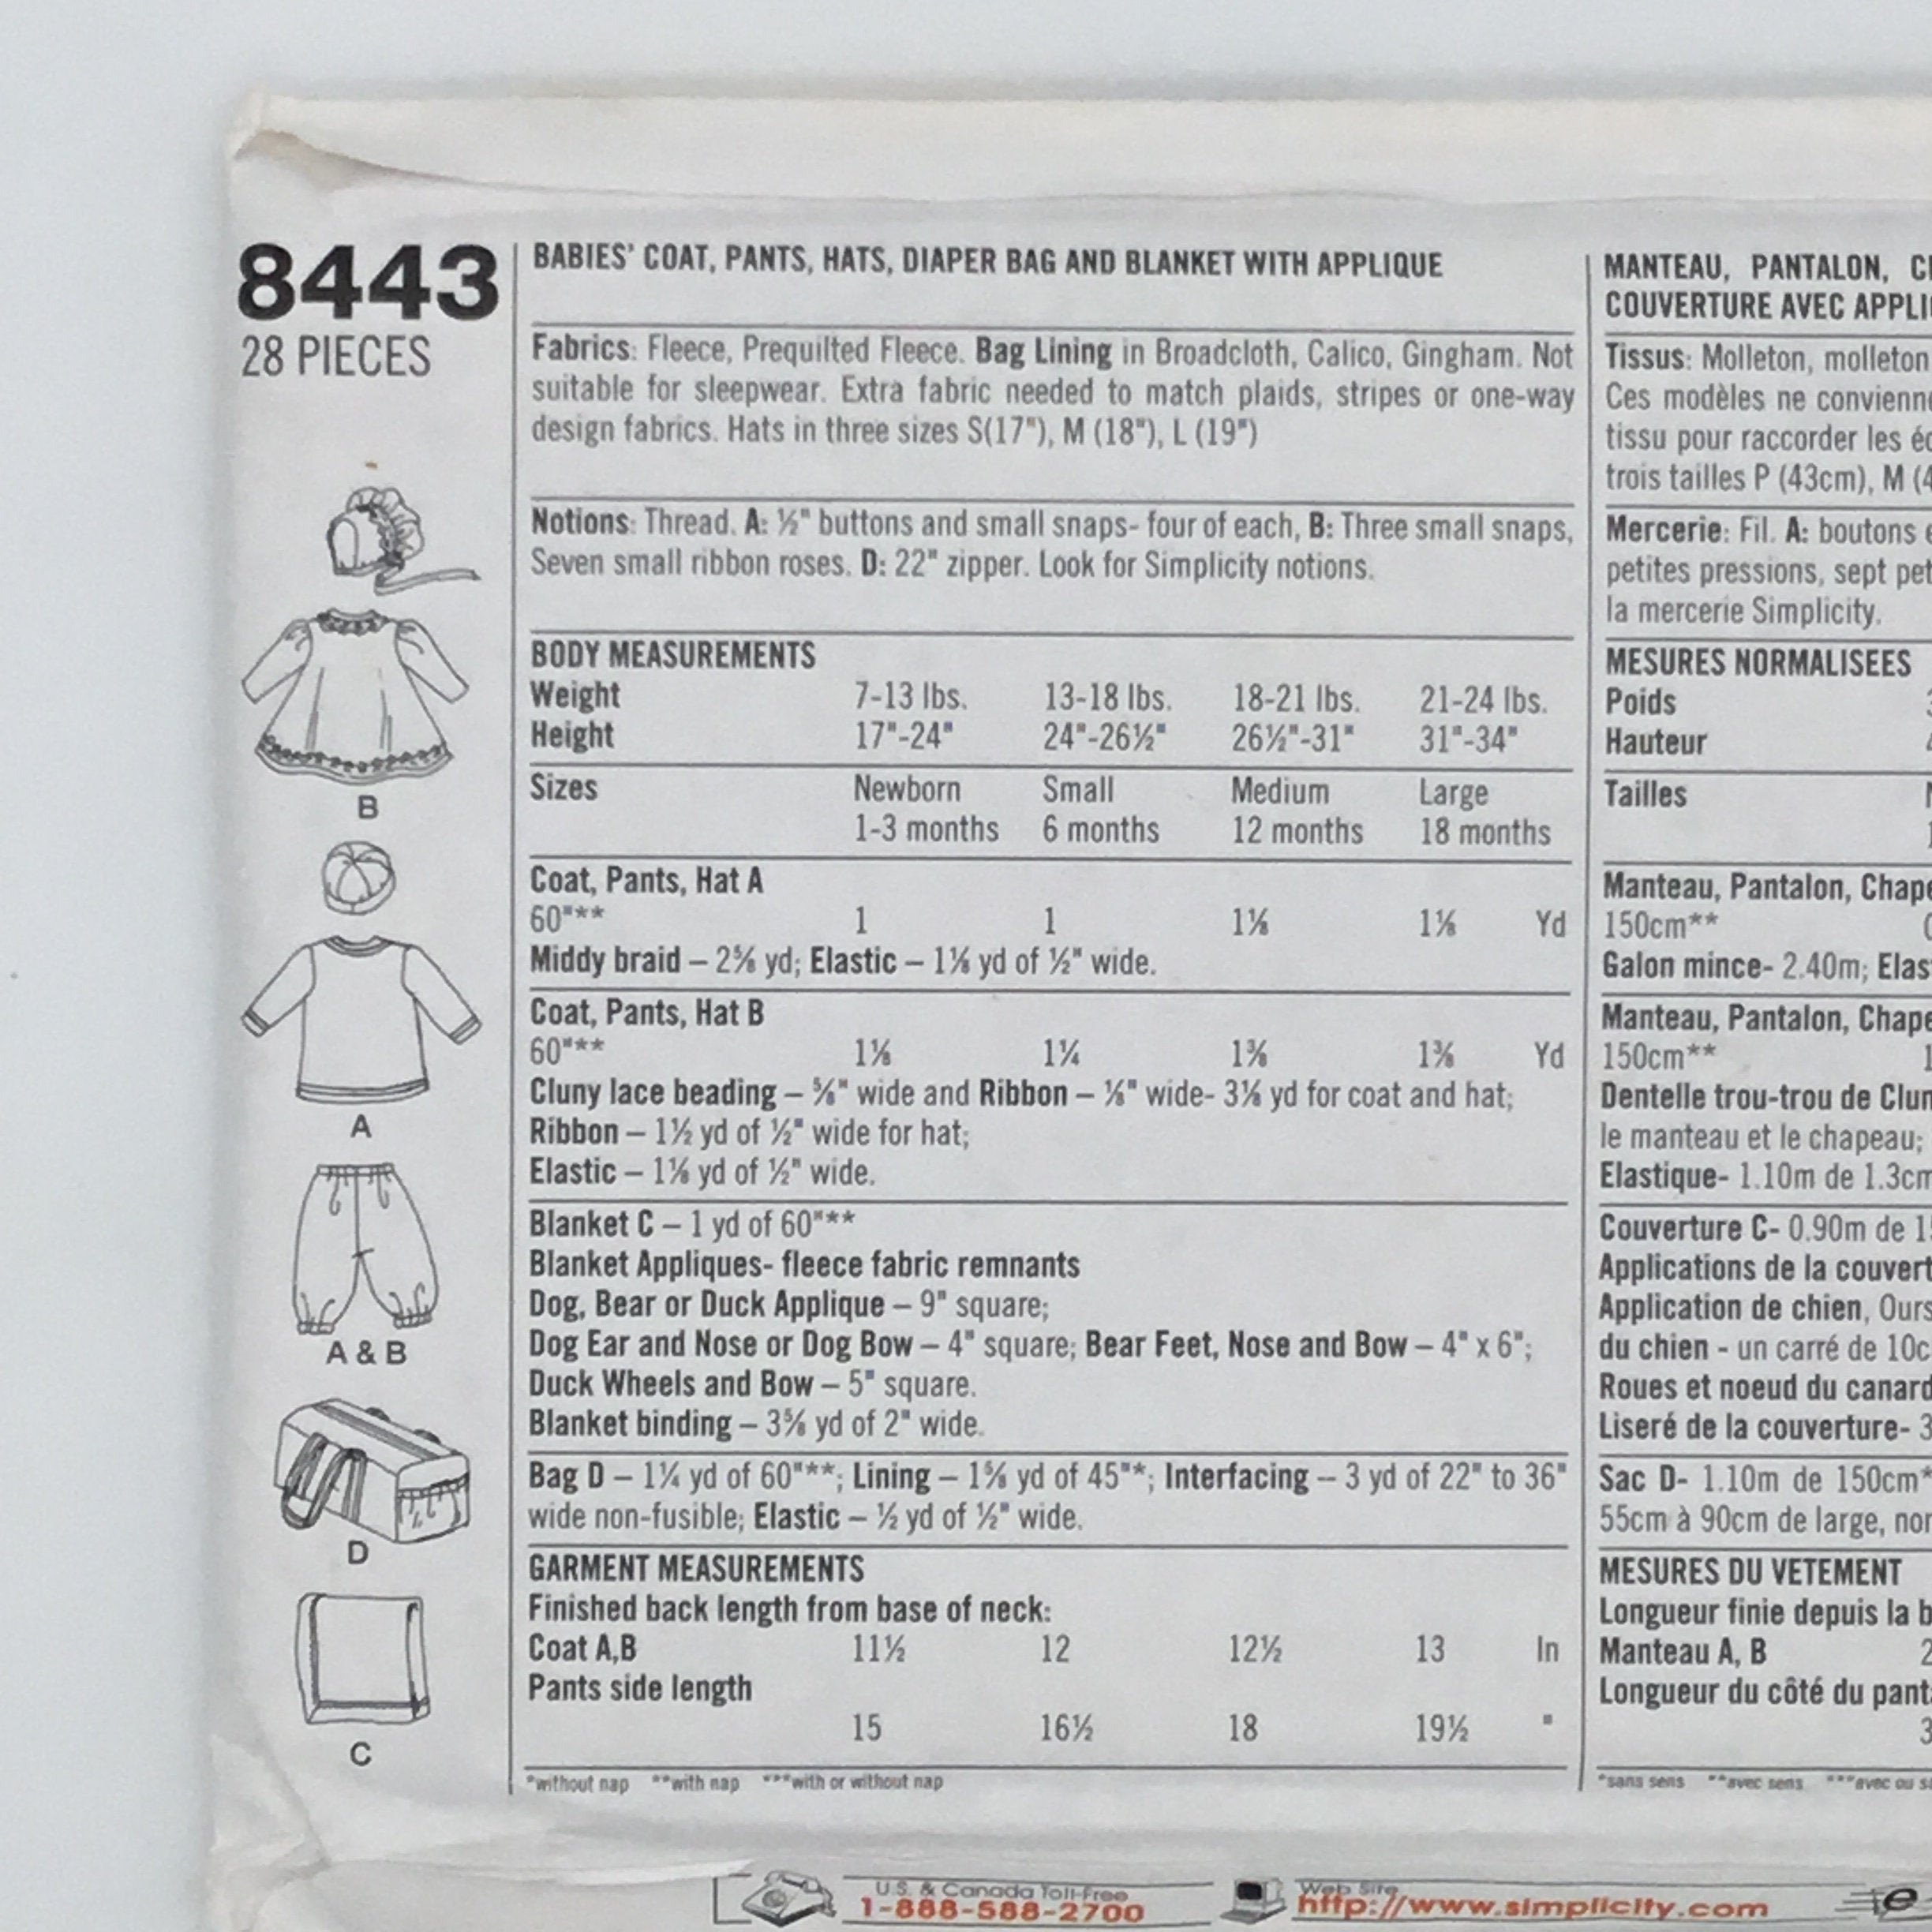 8443
28 PIECES
B
A
A & B
D
C
BABIES' COAT, PANTS, HATS, DIAPER BAG AND BLANKET WITH APPLIQUE
Fabrics: Fleece, Prequilted Fleece. Bag Lining in Broadcloth, Calico, Gingham. Not
suitable for sleepwear. Extra fabric needed to match plaids, stripes or one-way
design fabrics. Hats in three sizes S(17"), M (18"), L (19")
Notions: Thread. A: ½" buttons and small snaps- four of each, B: Three small snaps,
Seven small ribbon roses. D: 22" zipper. Look for Simplicity notions.
BODY MEASUREMENTS
Weight 7-13 lbs. 13-18 lbs. 18-21 lbs. 21-24 lbs.
Height 17"-24" 24"-26½" 26½"-31" 31"-34"
Sizes Newborn Small Medium Large
1-3 months 6 months 12 months 18 months
Coat, Pants, Hat A
60"** 1 1 1⅛ 1⅛ Yd
Middy braid – 2⅝ yd; Elastic – 1⅛ yd of ½" wide.
Coat, Pants, Hat B
60"** 1⅛ 1¼ 1⅜ 1⅜ Yd
Cluny lace beading – ⅝" wide and Ribbon – ⅛" wide- 3⅛ yd for coat and hat;
Ribbon – 1½ yd of ½" wide for hat;
Elastic – 1⅛ yd of ½" wide.
Blanket C – 1 yd of 60"**
Blanket Appliques- fleece fabric remnants
Dog, Bear or Duck Applique – 9" square;
Dog Ear and Nose or Dog Bow – 4" square; Bear Feet, Nose and Bow – 4" x 6";
Duck Wheels and Bow – 5" square.
Blanket binding – 3⅝ yd of 2" wide.
Bag D – 1¼ yd of 60"**; Lining – 1⅝ yd of 45"*; Interfacing – 3 yd of 22" to 36"
wide non-fusible; Elastic – ½ yd of ½" wide.
GARMENT MEASUREMENTS
Finished back length from base of neck:
Coat A,B 11½ 12 12½ 13 In
Pants side length
15 16½ 18 19½ "
*without nap **with nap ***with or without nap
MANTEAU, PANTALON,
COUVERTURE AVEC
Tissus: Molleton, molleton
Ces modèles ne
tissu pour raccorder les
trois tailles P (43cm), M
Mercerie: Fil. A: boutons
petites pressions, sept
la mercerie Simplicity.
MESURES NORMALISEES
Poids
Hauteur
Tailles
Manteau, Pantalon,
150cm**
Galon mince- 2.40m;
Manteau, Pantalon,
150cm**
Dentelle trou-trou de
le manteau et le chapeau;
Elastique- 1.10m de 1.3cm
Couverture C- 0.90m de
Applications de la
Application de chien,
du chien - un carré de
Roues et noeud du canard
Liseré de la couverture-
Sac D- 1.10m de 150cm*
55cm à 90cm de large,
MESURES DU VETEMENT
Longueur finie depuis la
Manteau A, B
Longueur du côté du
*sans sens **avec sens ***avec ou
U.S. & Canada Toll-Free
1-888-588-2700
Web Site
http://www.simplicity.com